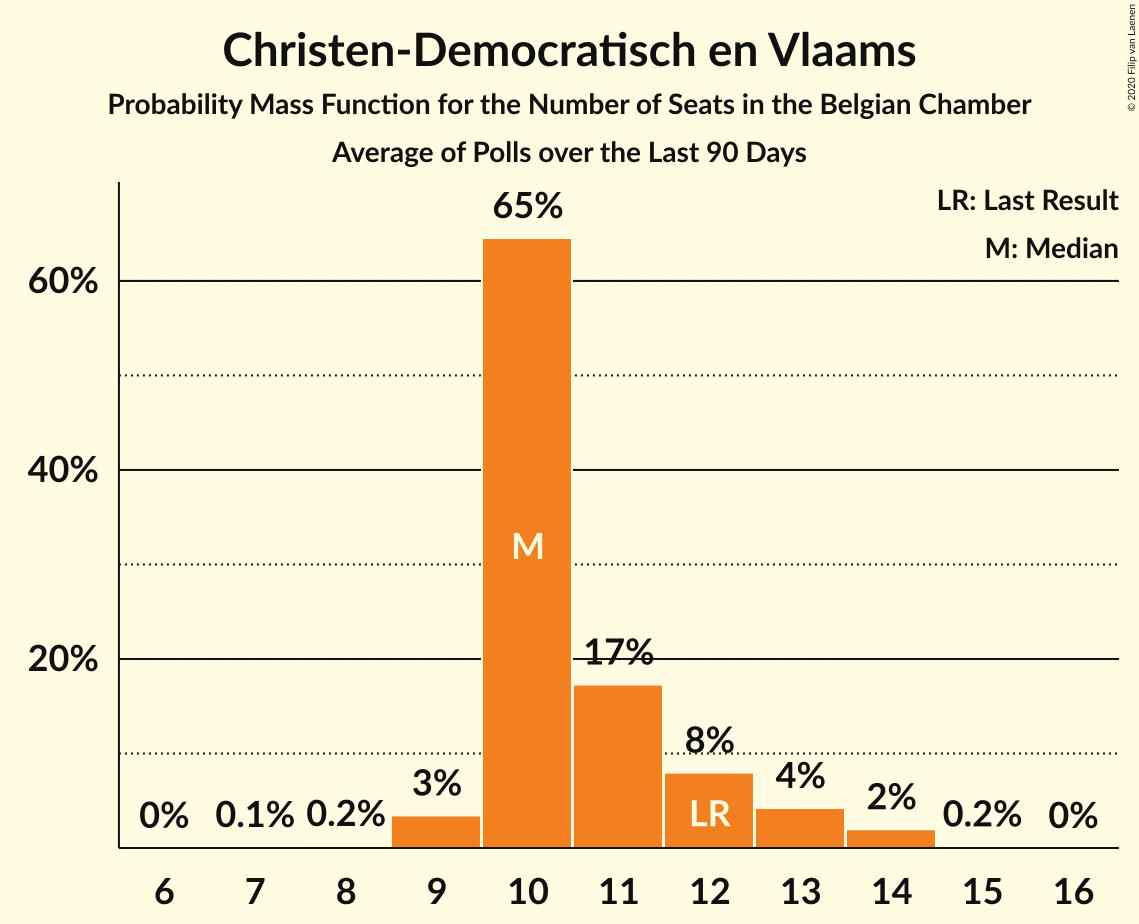 Christen-Democratisch en Vlaams
Probability Mass Function for the Number of Seats in the Belgian Chamber
Average of Polls over the Last 90 Days
© 2020 Filip van Laenen
LR: Last Result
M: Median
60%
40%
20%
0%
0.1%
0.2%
3%
65%
17%
8%
4%
2%
0.2%
0%
M
LR
6 7 8 9 10 11 12 13 14 15 16